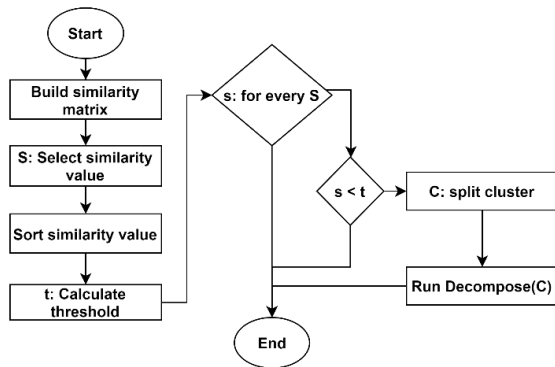 Start
Build similarity
matrix
S: Select similarity
value
Sort similarity value
t: Calculate
threshold
s: for every S
s < t
C: split cluster
Run Decompose(C)
End